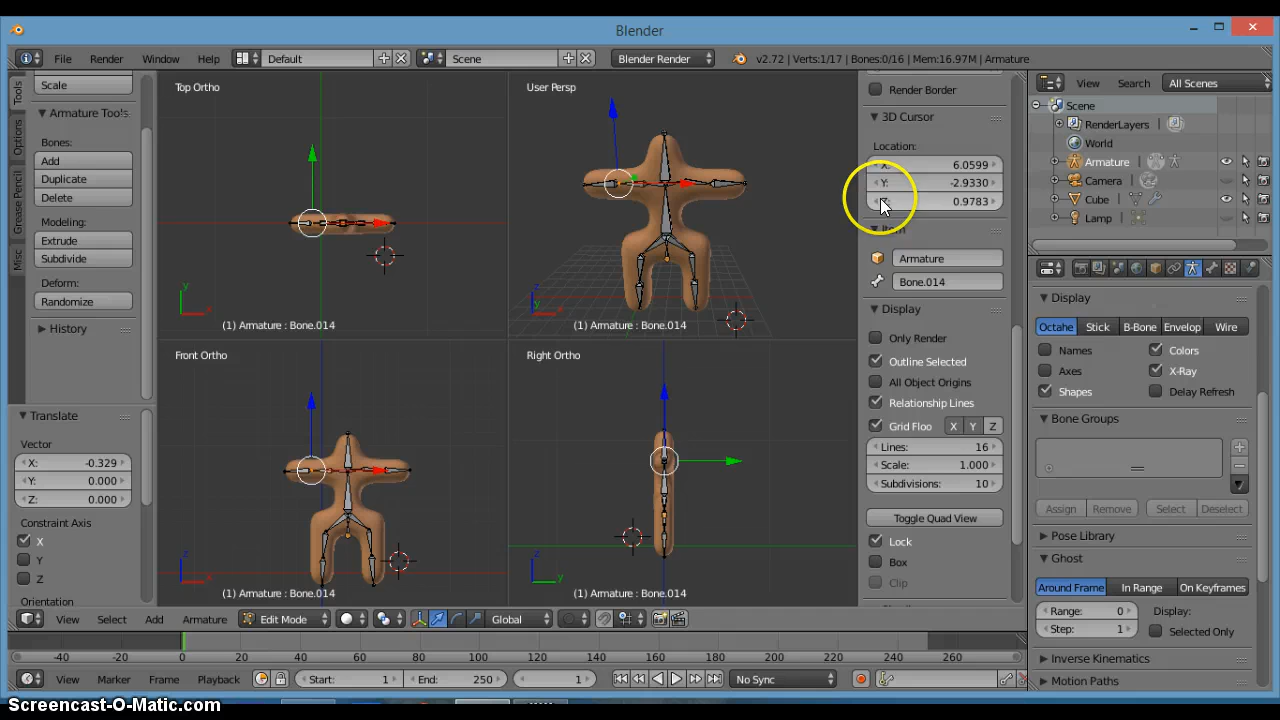 Blender
File Render Window Help Default Scene Blender Render v2.72 | Verts:1/17 | Bones:0/16 | Mem:16.97M | Armature
Tools
Options
Grease Pencil
Misc
Scale
Armature Tools
Bones:
Add
Duplicate
Delete
Modeling:
Extrude
Subdivide
Deform:
Randomize
History
Translate
Vector
X: -0.329
Y: 0.000
Z: 0.000
Constraint Axis
X
Y
Z
Orientation
Top Ortho
(1) Armature : Bone.014
User Persp
(1) Armature : Bone.014
Front Ortho
(1) Armature : Bone.014
Right Ortho
(1) Armature : Bone.014
Render Border
3D Cursor
Location:
X: 6.0599
Y: -2.9330
0.9783
Item
Armature
Bone.014
Display
Only Render
Outline Selected
All Object Origins
Relationship Lines
Grid Floo X Y Z
Lines: 16
Scale: 1.000
Subdivisions: 10
Toggle Quad View
Lock
Box
Clip
View Search All Scenes
Scene
RenderLayers
World
Armature
Camera
Cube
Lamp
Display
Octahe Stick B-Bone Envelop Wire
Names Colors
Axes X-Ray
Shapes Delay Refresh
Bone Groups
Assign Remove Select Deselect
Pose Library
Ghost
Around Frame In Range On Keyframes
Range: 0 Display:
Step: 1 Selected Only
Inverse Kinematics
Motion Paths
View Select Add Armature Edit Mode Global
-40 -20 0 20 40 60 80 100 120 140 160 180 200 220 240 260
View Marker Frame Playback Start: 1 End: 250 1 No Sync
Screencast-O-Matic.com